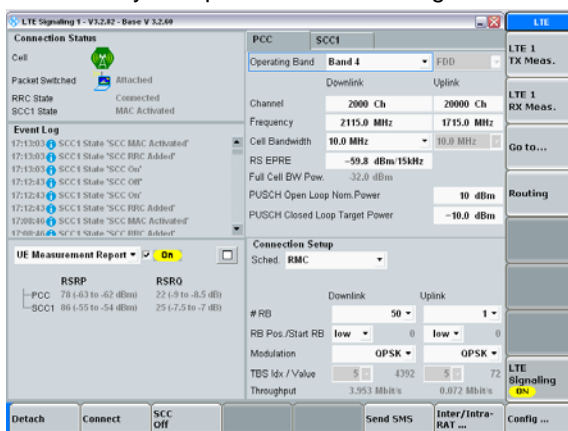 LTE Signaling 1 - V3.2.82 - Base V 3.2.60
LTE
Connection Status
Cell
Packet Switched Attached
RRC State Connected
SCC1 State MAC Activated
Event Log
17:13:03 SCC1 State 'SCC MAC Activated'
17:13:03 SCC1 State 'SCC RRC Added'
17:13:03 SCC1 State 'SCC On'
17:12:43 SCC1 State 'SCC Off'
17:12:43 SCC1 State 'SCC On'
17:12:43 SCC1 State 'SCC RRC Added'
17:08:46 SCC1 State 'SCC MAC Activated'
17:08:46 SCC1 State 'SCC RRC Added'
UE Measurement Report On
RSRP RSRQ
PCC 78 (-63 to -62 dBm) 22 (-9 to -8.5 dB)
SCC1 86 (-55 to -54 dBm) 25 (-7.5 to -7 dB)
PCC SCC1
Operating Band Band 4 FDD
Downlink Uplink
Channel 2000 Ch 20000 Ch
Frequency 2115.0 MHz 1715.0 MHz
Cell Bandwidth 10.0 MHz 10.0 MHz
RS EPRE -59.8 dBm/15kHz
Full Cell BW Pow. -32.0 dBm
PUSCH Open Loop Nom.Power 10 dBm
PUSCH Closed Loop Target Power -10.0 dBm
Connection Setup
Sched. RMC
Downlink Uplink
# RB 50 1
RB Pos./Start RB low 0 low 0
Modulation QPSK QPSK
TBS Idx / Value 5 4392 5 72
Throughput 3.953 Mbit/s 0.072 Mbit/s
LTE 1
TX Meas.
LTE 1
RX Meas.
Go to...
Routing
LTE
Signaling
ON
Detach
Connect
SCC
Off
Send SMS
Inter/Intra-
RAT ...
Config ...